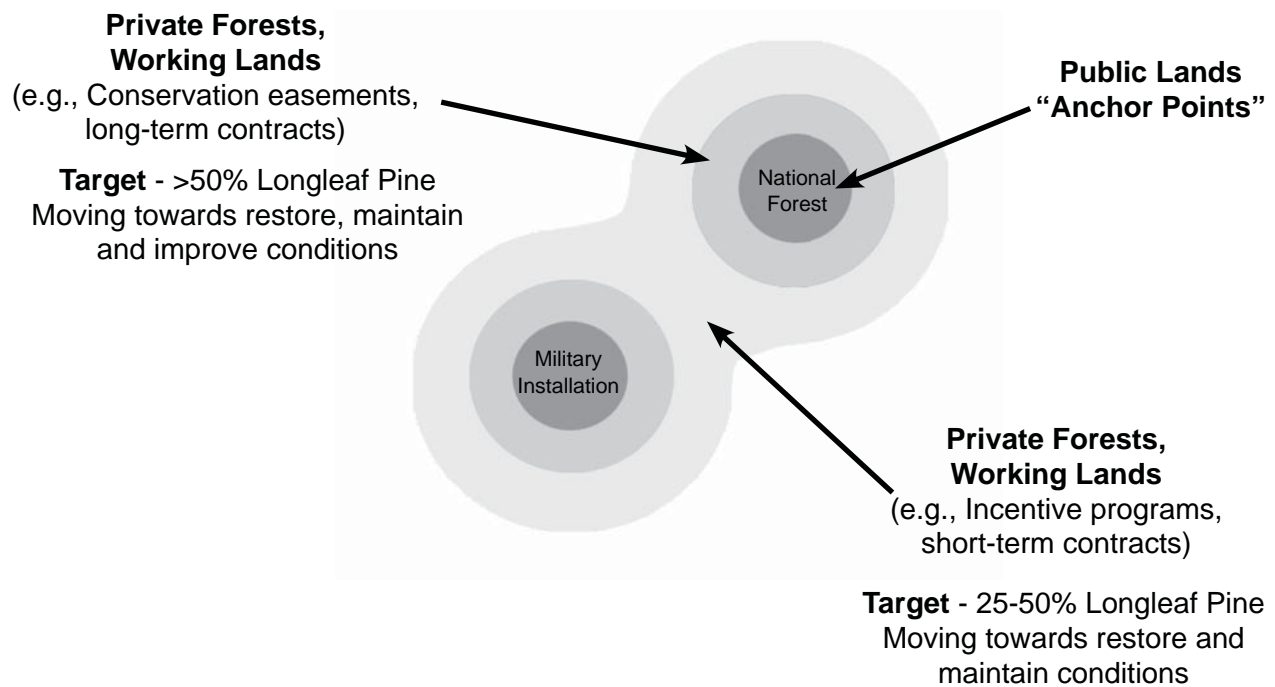 Private Forests,
Working Lands
(e.g., Conservation easements,
long-term contracts)
Target - >50% Longleaf Pine
Moving towards restore, maintain
and improve conditions
Public Lands
“Anchor Points”
National
Forest
Military
Installation
Private Forests,
Working Lands
(e.g., Incentive programs,
short-term contracts)
Target - 25-50% Longleaf Pine
Moving towards restore and
maintain conditions